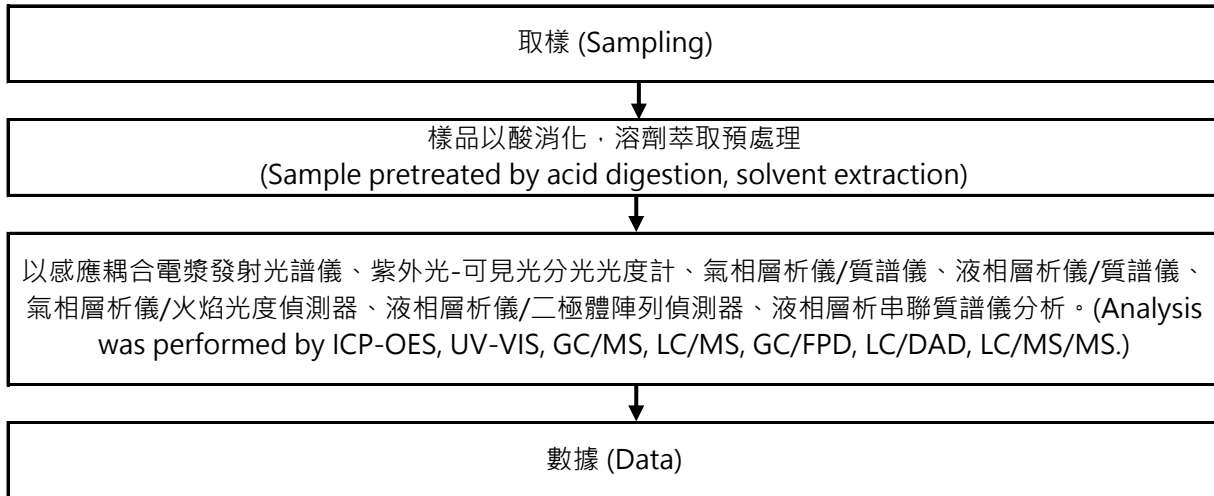 取樣 (Sampling)
樣品以酸消化，溶劑萃取預處理
(Sample pretreated by acid digestion, solvent extraction)
以感應耦合電漿發射光譜儀、紫外光-可見光分光光度計、氣相層析儀/質譜儀、液相層析儀/質譜儀、
氣相層析儀/火焰光度偵測器、液相層析儀/二極體陣列偵測器、液相層析串聯質譜儀分析。(Analysis
was performed by ICP-OES, UV-VIS, GC/MS, LC/MS, GC/FPD, LC/DAD, LC/MS/MS.)
數據 (Data)